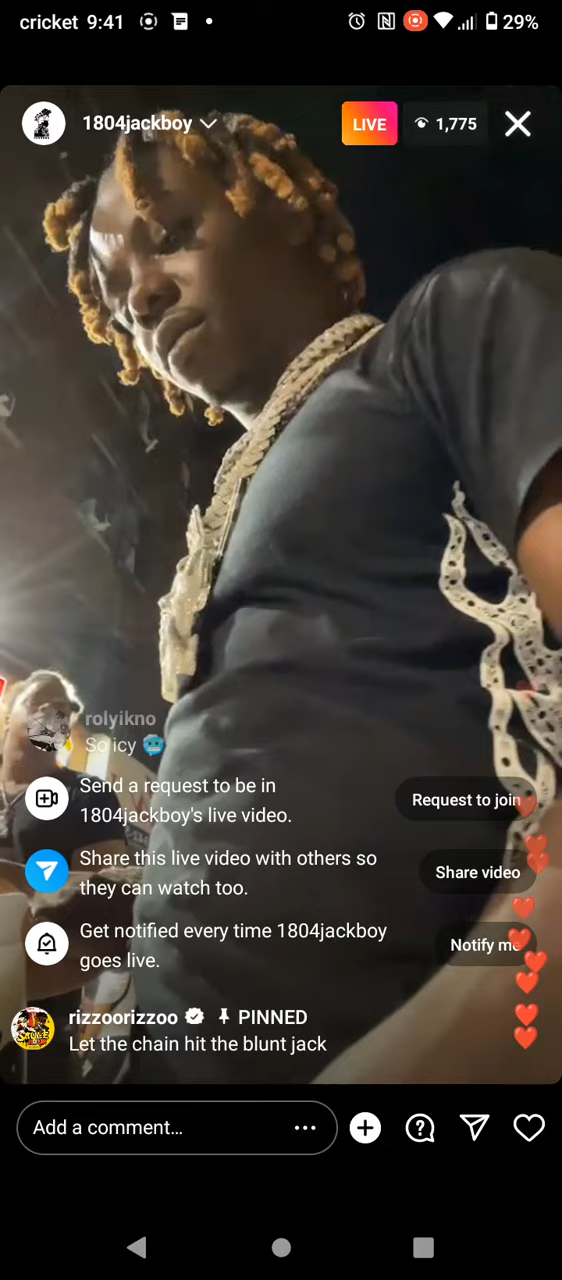 cricket 9:41
29%
1804jackboy
LIVE
1,775
rolyikno
So icy 🥶
Send a request to be in
1804jackboy's live video.
Request to join
Share this live video with others so
they can watch too.
Share video
Get notified every time 1804jackboy
goes live.
Notify me
rizzoorizzoo PINNED
Let the chain hit the blunt jack
Add a comment...